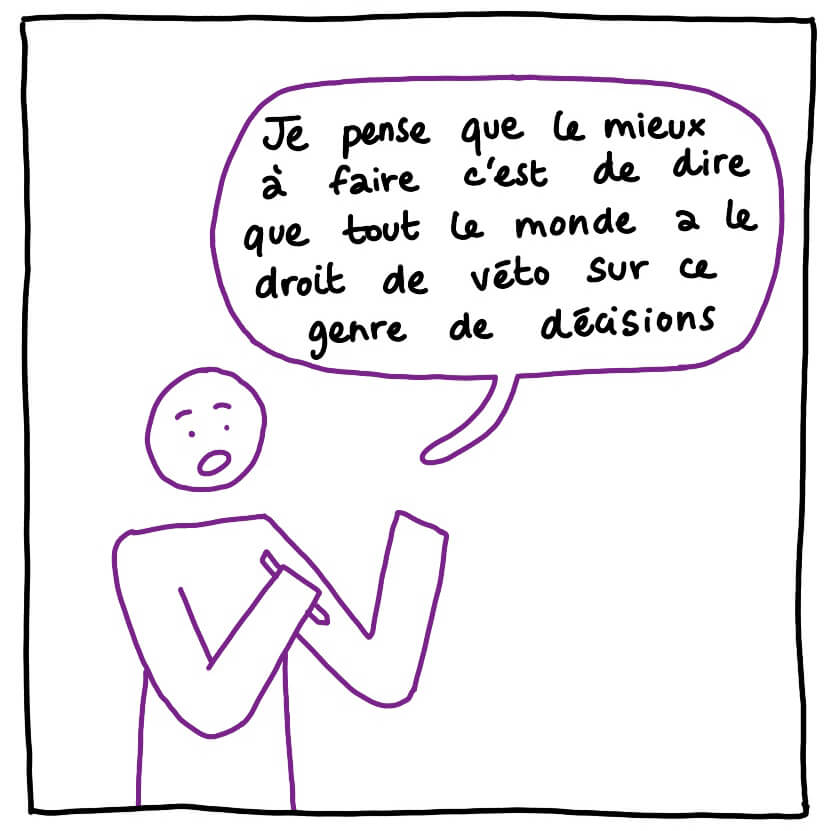 Je pense que le mieux
à faire c'est de dire
que tout le monde a le
droit de véto sur ce
genre de décisions